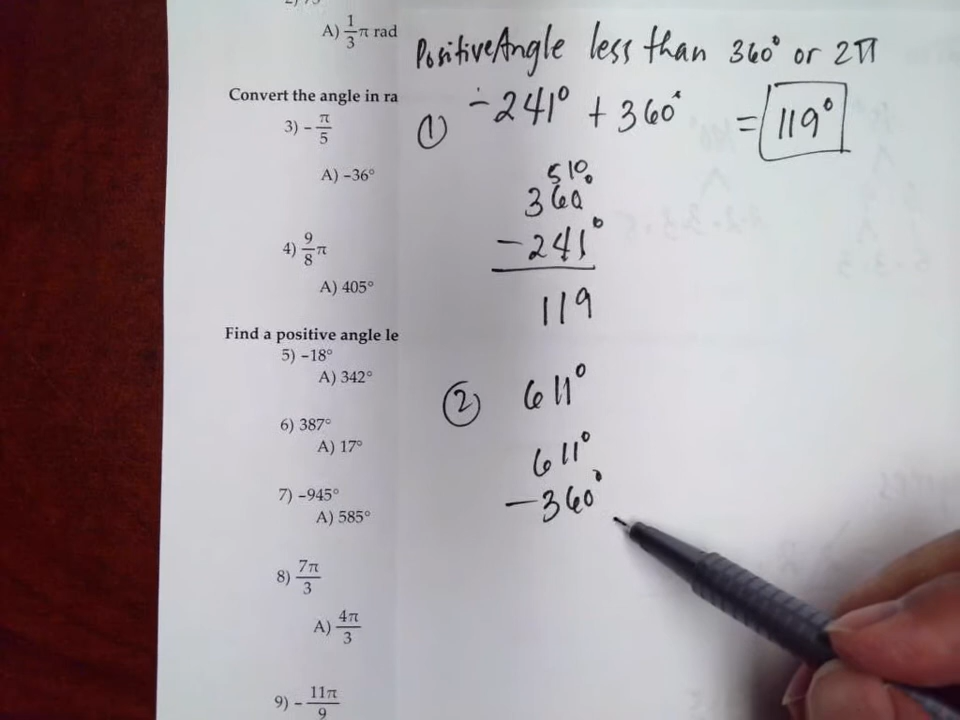 A) 1/3 π rad
Convert the angle in ra
3) -π/5
A) -36°
4) 9/8 π
A) 405°
Find a positive angle le
5) -18°
A) 342°
6) 387°
A) 17°
7) -945°
A) 585°
8) 7π/3
A) 4π/3
9) -11π/9
Positive Angle less than 360° or 2π
① -241° + 360° = 119°
510
360°
-241°
119
② 611°
611°
-360°